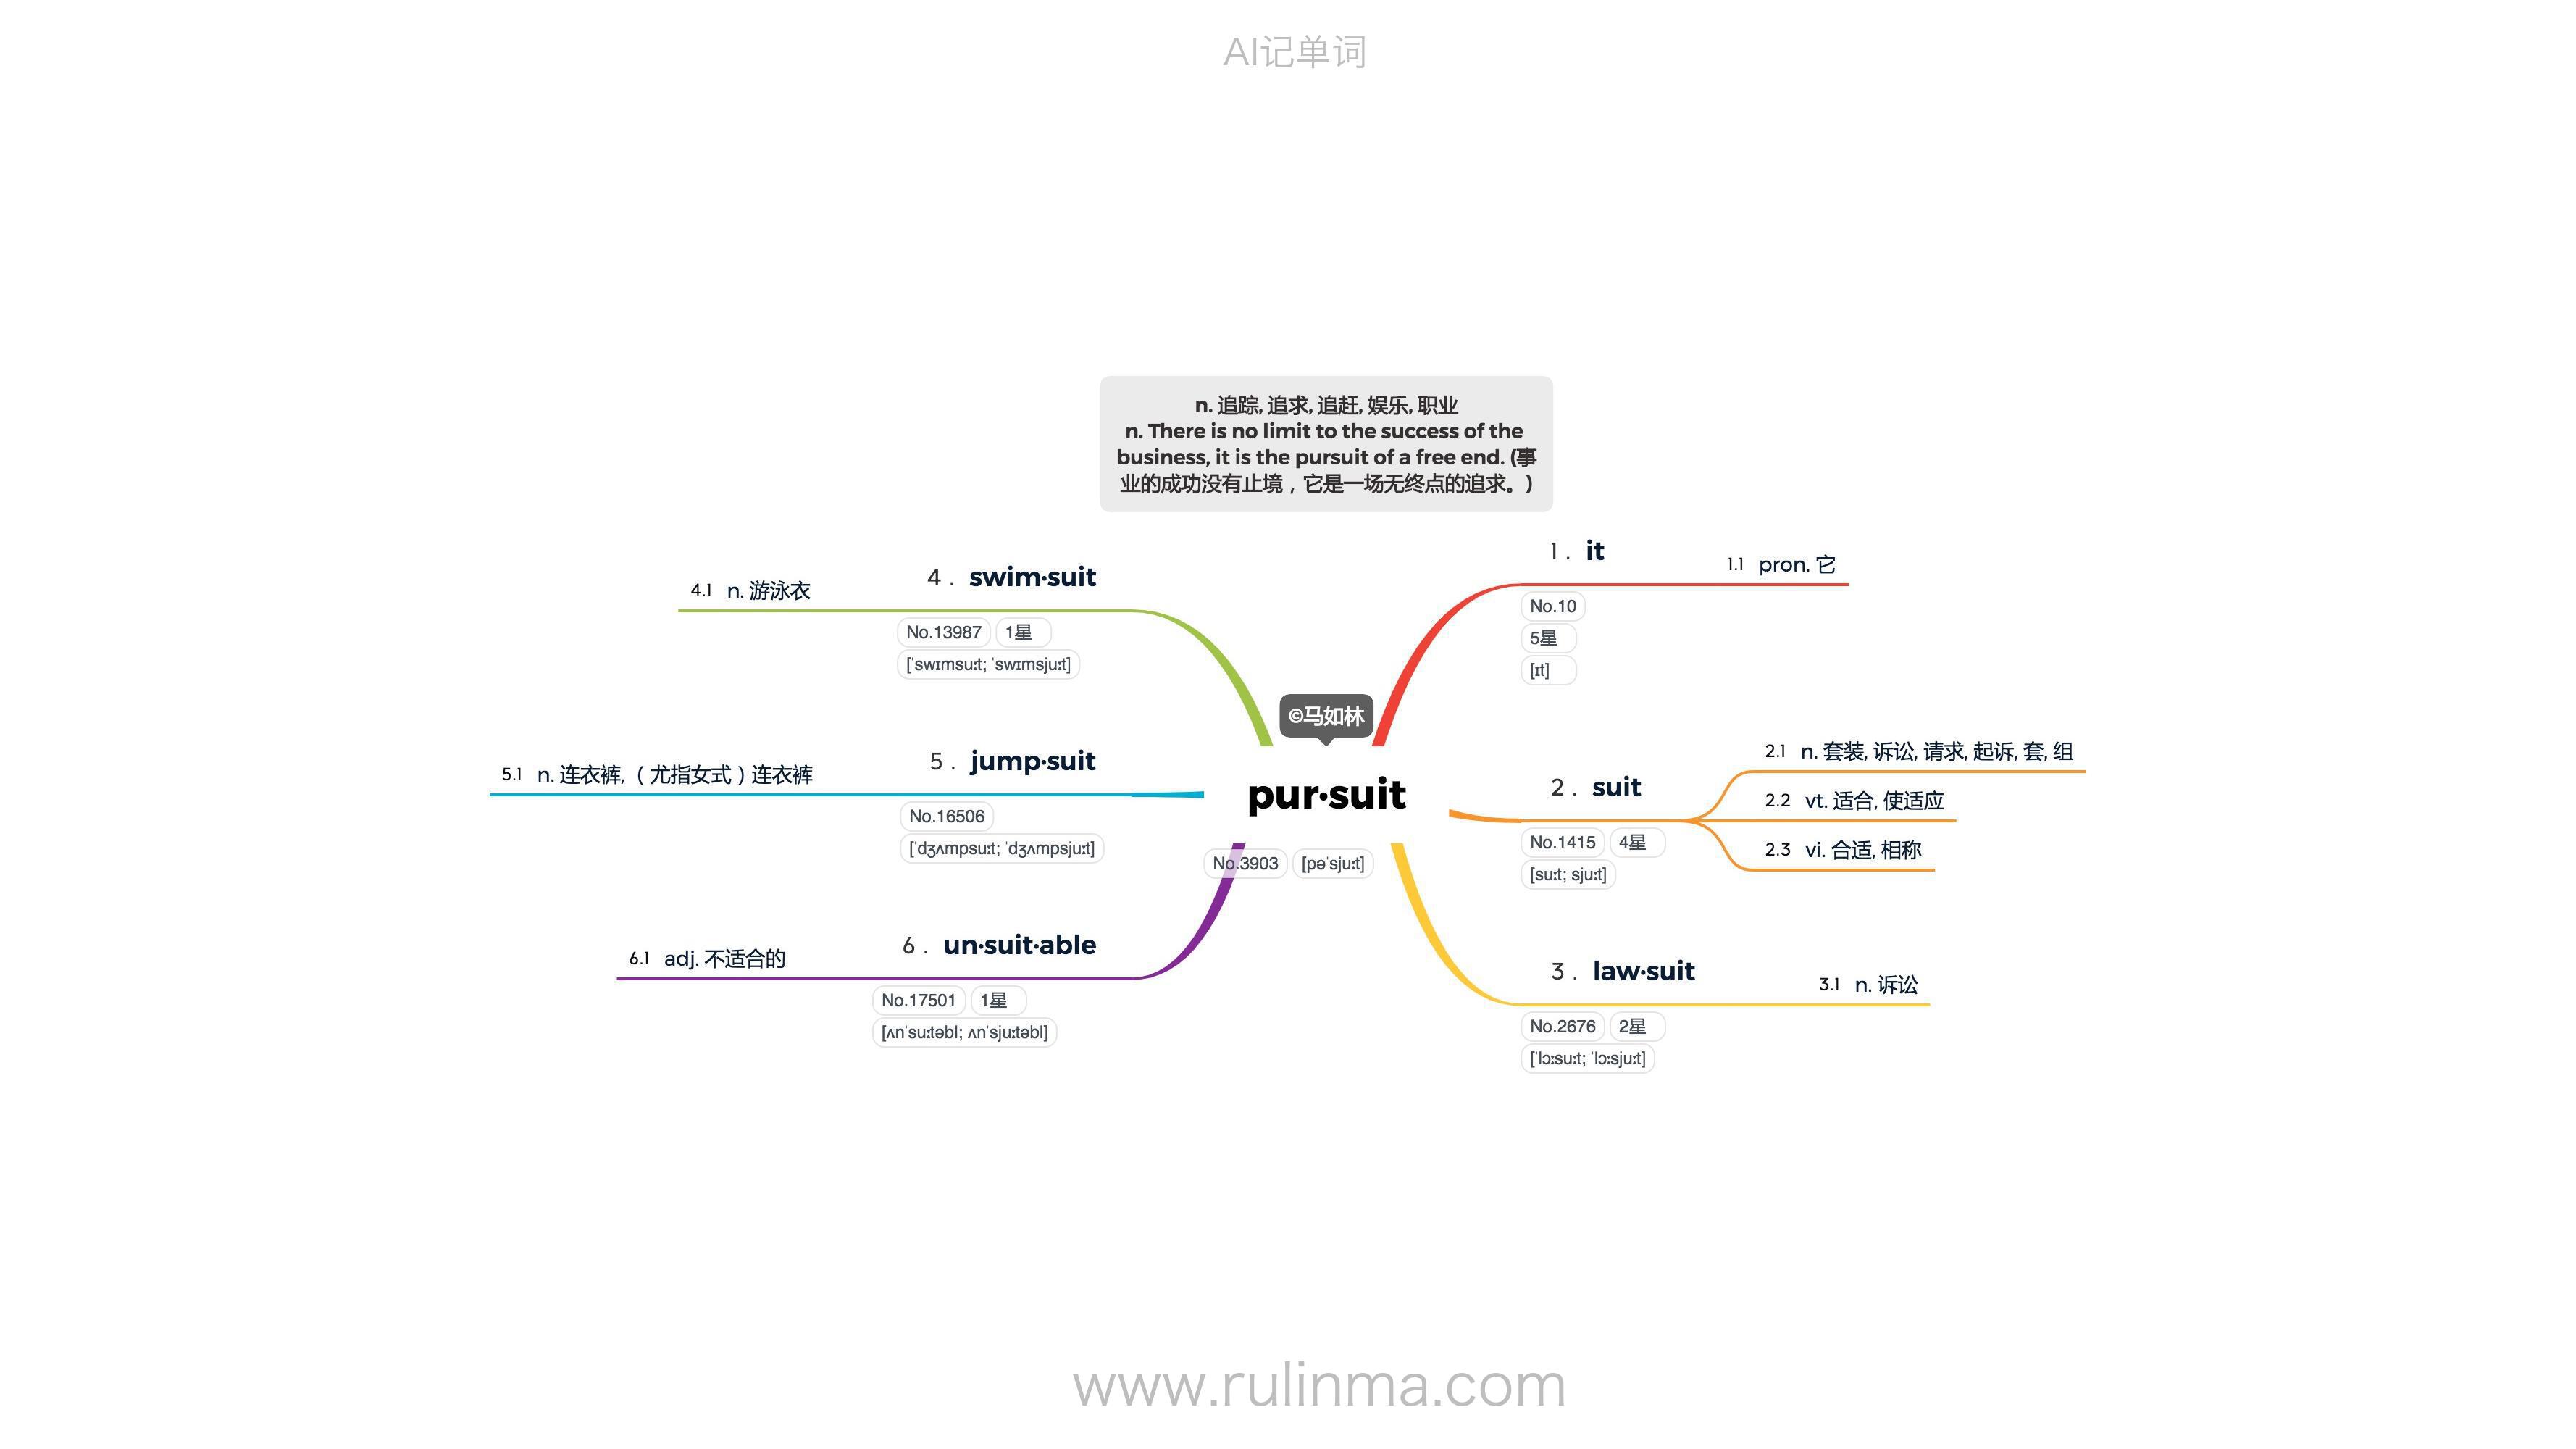 AI记单词
n. 追踪, 追求, 追赶, 娱乐, 职业
n. There is no limit to the success of the
business, it is the pursuit of a free end. (事
业的成功没有止境，它是一场无终点的追求。)
©马如林
pur·suit
No.3903 [pəˈsjuːt]
1 . it
No.10
5星
[ɪt]
1.1 pron. 它
2 . suit
No.1415 4星
[suːt; sjuːt]
2.1 n. 套装, 诉讼, 请求, 起诉, 套, 组
2.2 vt. 适合, 使适应
2.3 vi. 合适, 相称
3 . law·suit
No.2676 2星
[ˈlɔːsuːt; ˈlɔːsjuːt]
3.1 n. 诉讼
4 . swim·suit
No.13987 1星
[ˈswɪmsuːt; ˈswɪmsjuːt]
4.1 n. 游泳衣
5 . jump·suit
No.16506
[ˈdʒʌmpsuːt; ˈdʒʌmpsjuːt]
5.1 n. 连衣裤,（尤指女式）连衣裤
6 . un·suit·able
No.17501 1星
[ʌnˈsuːtəbl; ʌnˈsjuːtəbl]
6.1 adj. 不适合的
www.rulinma.com